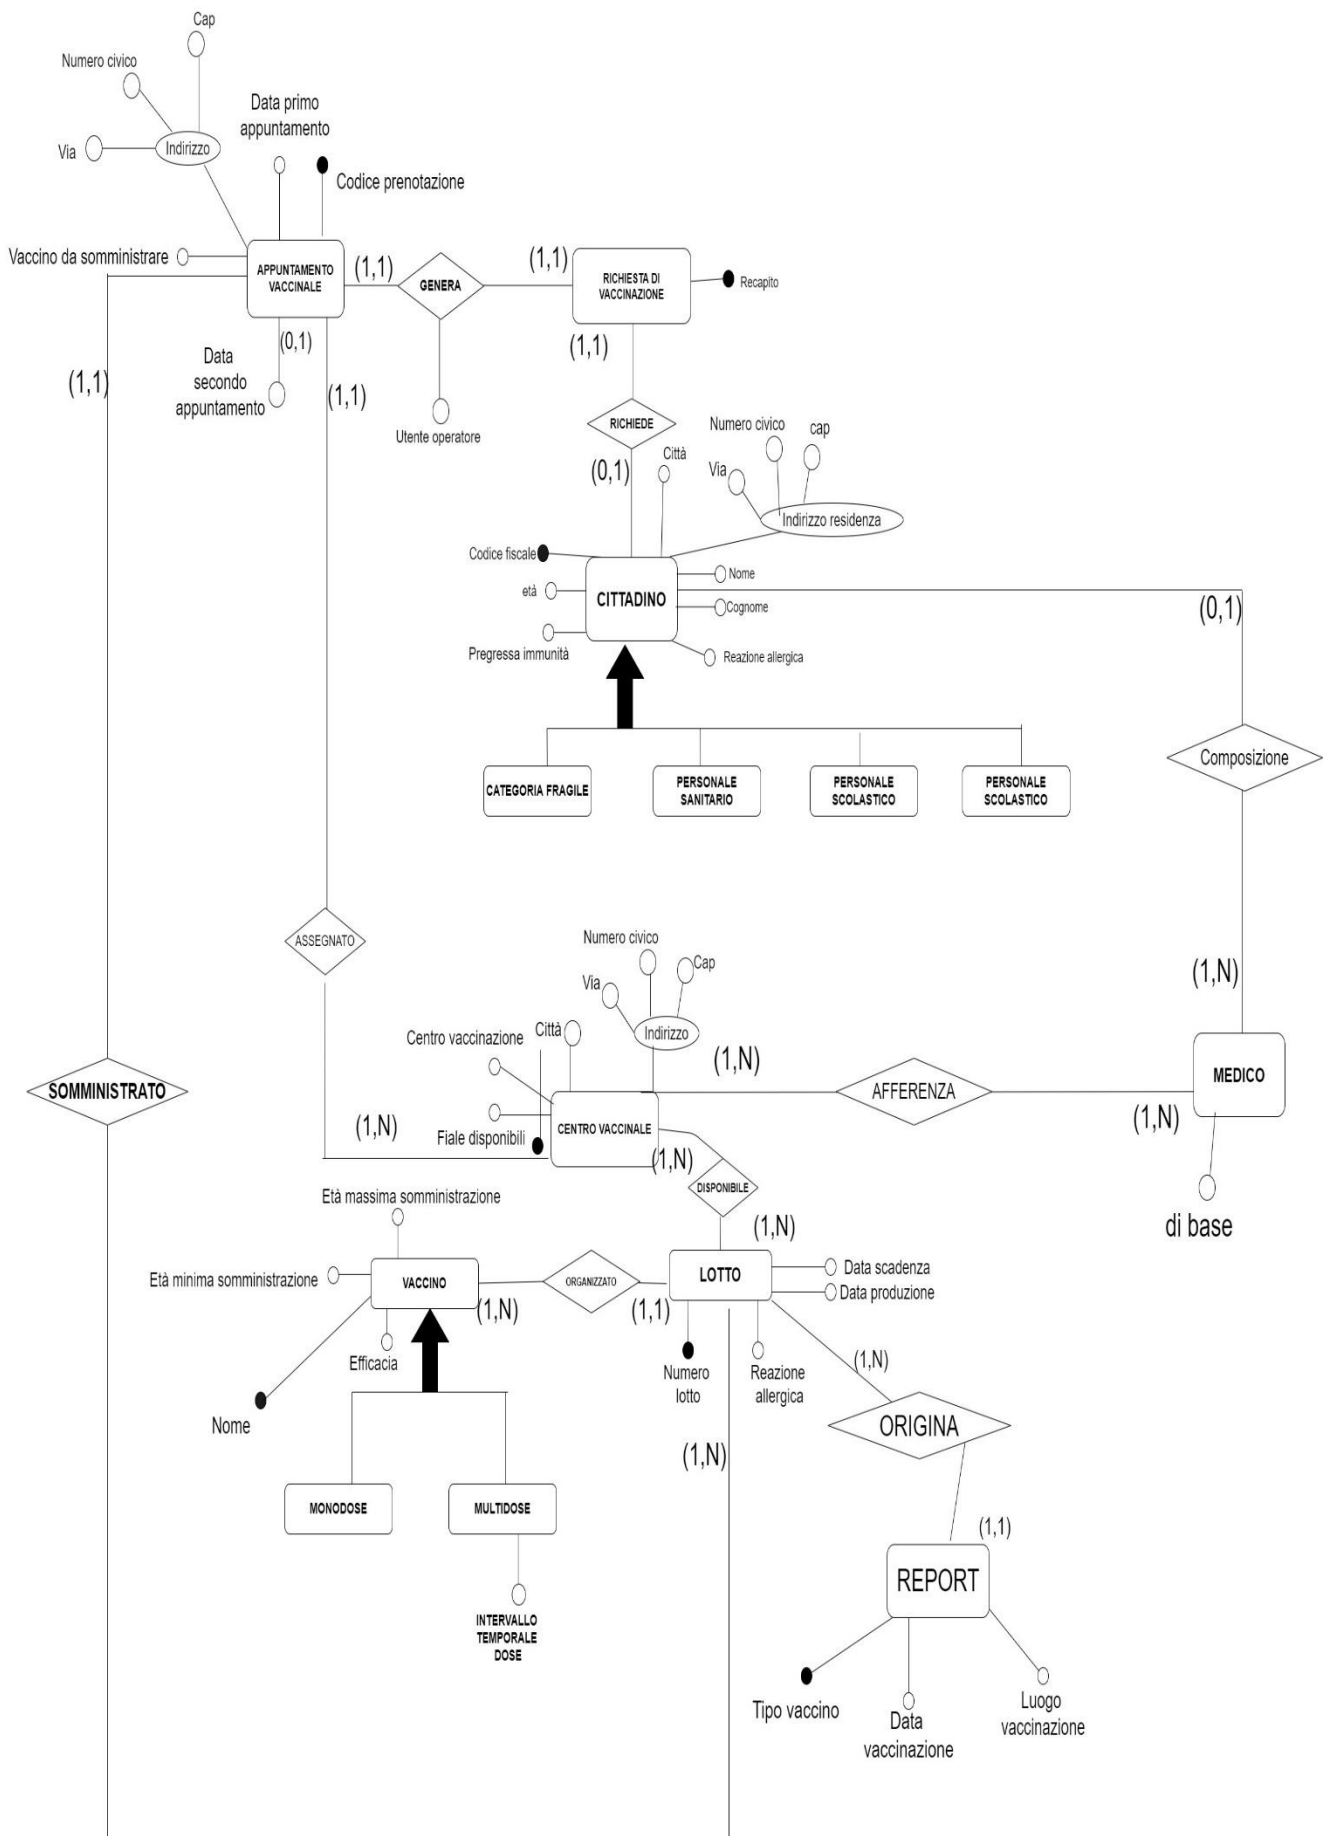 Cap
Numero civico
Data primo
appuntamento
Via
Indirizzo
Codice prenotazione
Vaccino da somministrare
APPUNTAMENTO
VACCINALE
(1,1)
GENERA
(1,1)
RICHIESTA DI
VACCINAZIONE
Recapito
(0,1)
(1,1)
Data
secondo
appuntamento
(1,1)
(1,1)
Utente operatore
RICHIEDE
Numero civico
cap
Città
(0,1)
Via
Indirizzo residenza
Codice fiscale
Nome
età
CITTADINO
Cognome
(0,1)
Pregressa immunità
Reazione allergica
Composizione
CATEGORIA FRAGILE
PERSONALE
SANITARIO
PERSONALE
SCOLASTICO
PERSONALE
SCOLASTICO
ASSEGNATO
Numero civico
Cap
(1,N)
Via
Centro vaccinazione
Città
Indirizzo
(1,N)
SOMMINISTRATO
AFFERENZA
MEDICO
(1,N)
Fiale disponibili
CENTRO VACCINALE
(1,N)
(1,N)
DISPONIBILE
Età massima somministrazione
(1,N)
di base
Età minima somministrazione
VACCINO
ORGANIZZATO
LOTTO
Data scadenza
Data produzione
(1,N)
(1,1)
Efficacia
Numero
lotto
Reazione
allergica
(1,N)
Nome
ORIGINA
(1,N)
MONODOSE
MULTIDOSE
(1,1)
REPORT
INTERVALLO
TEMPORALE
DOSE
Tipo vaccino
Data
vaccinazione
Luogo
vaccinazione